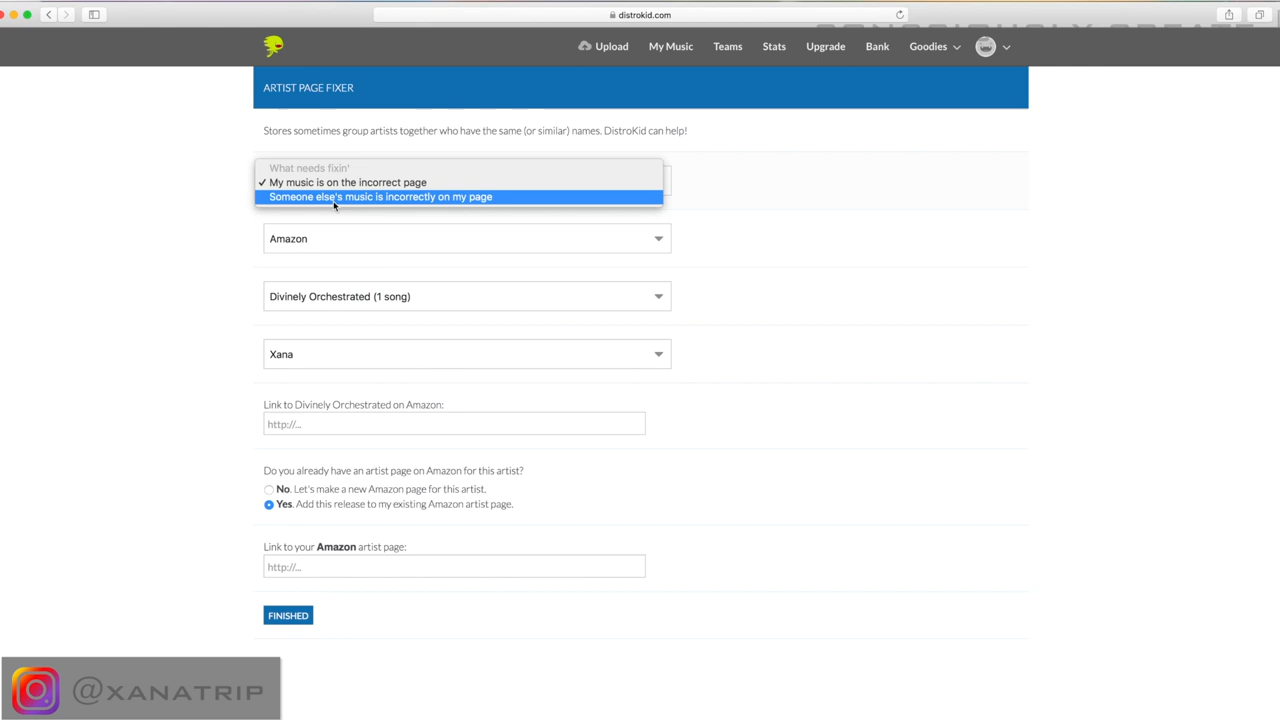 distrokid.com
CONSCIOUSLY CREATE
Upload My Music Teams Stats Upgrade Bank Goodies
ARTIST PAGE FIXER
Stores sometimes group artists together who have the same (or similar) names. DistroKid can help!
What needs fixin'
✓ My music is on the incorrect page
Someone else's music is incorrectly on my page
Amazon
Divinely Orchestrated (1 song)
Xana
Link to Divinely Orchestrated on Amazon:
http://...
Do you already have an artist page on Amazon for this artist?
No. Let's make a new Amazon page for this artist.
Yes. Add this release to my existing Amazon artist page.
Link to your Amazon artist page:
http://...
FINISHED
@XANATRIP